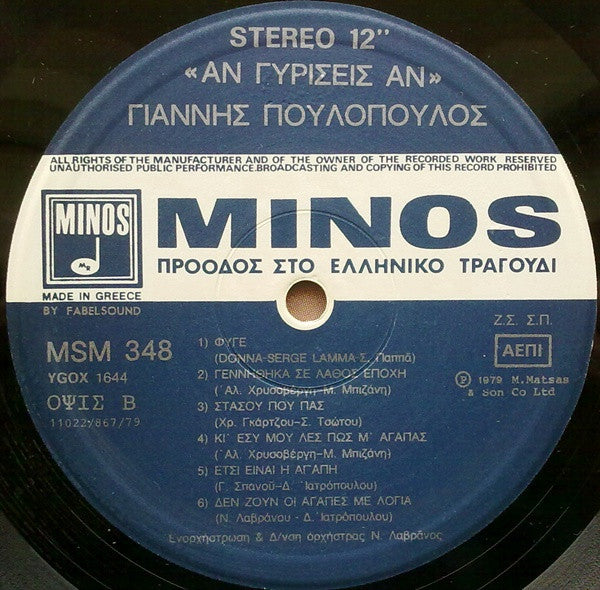 STEREO 12''
«ΑΝ ΓΥΡΙΣΕΙΣ ΑΝ»
ΓΙΑΝΝΗΣ ΠΟΥΛΟΠΟΥΛΟΣ
ALL RIGHTS OF THE MANUFACTURER AND OF THE OWNER OF THE RECORDED WORK RESERVED
UNAUTHORISED PUBLIC PERFORMANCE.BROADCASTING AND COPYING OF THIS RECORD PROHIBITED
MINOS
MR
MINOS
ΠΡΟΟΔΟΣ ΣΤΟ ΕΛΛΗΝΙΚΟ ΤΡΑΓΟΥΔΙ
MADE IN GREECE
BY FABELSOUND
MSM 348
YGOX 1644
ΟΨΙΣ Β
11022/867/79
1) ΦΥΓΕ
(DONNA-SERGE LAMMA-Σ. Παππά)
2) ΓΕΝΝΗΘΗΚΑ ΣΕ ΛΑΘΟΣ ΕΠΟΧΗ
(΄Αλ. Χρυσοβέργη-Μ. Μπιζάνη)
3) ΣΤΑΣΟΥ ΠΟΥ ΠΑΣ
(Χρ. Γκάρτζου-Σ. Τσώτου)
4) ΚΙ΄ ΕΣΥ ΜΟΥ ΛΕΣ ΠΩΣ Μ΄ ΑΓΑΠΑΣ
(΄Αλ. Χρυσοβέργη-Μ. Μπιζάνη)
5) ΕΤΣΙ ΕΙΝΑΙ Η ΑΓΑΠΗ
(Γ. Σπανού-Δ. ΄Ιατρόπουλου)
6) ΔΕΝ ΖΟΥΝ ΟΙ ΑΓΑΠΕΣ ΜΕ ΛΟΓΙΑ
(Ν. Λαβράνου - Δ. ΄Ιατρόπουλου)
Ενορχήστρωση & Δ/νση όρχήστρας Ν. Λαβράνος
Ζ.Σ. Σ.Π.
ΑΕΠΙ
Ⓟ 1979 M.Matsas
& Son Co Ltd